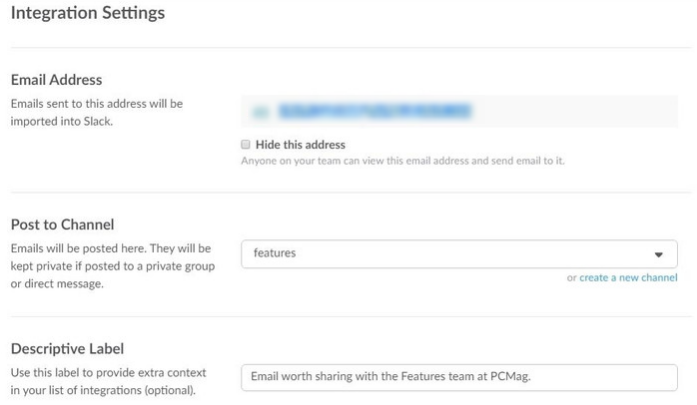 Integration Settings
Email Address
Emails sent to this address will be
imported into Slack.
Hide this address
Anyone on your team can view this email address and send email to it.
Post to Channel
Emails will be posted here. They will be
kept private if posted to a private group
or direct message.
features
or create a new channel
Descriptive Label
Use this label to provide extra context
in your list of integrations (optional).
Email worth sharing with the Features team at PCMag.